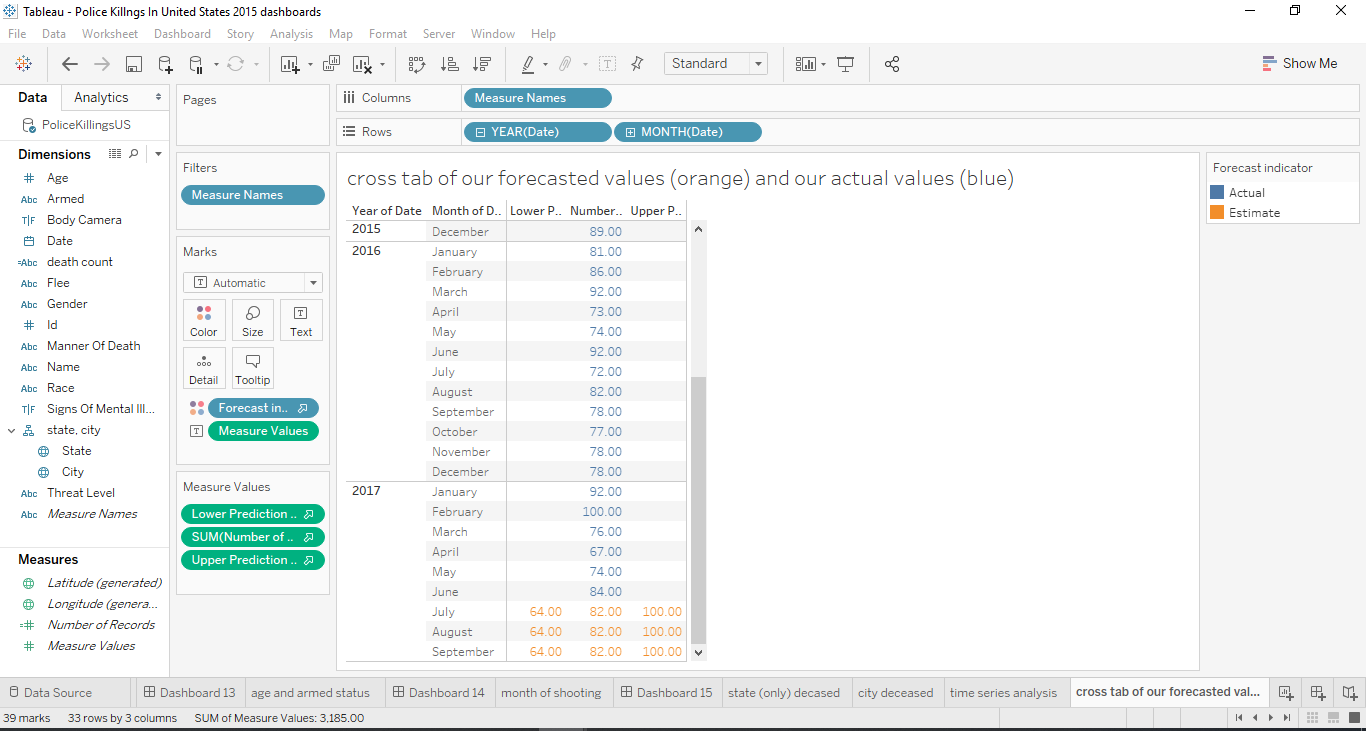 Tableau - Police Killngs In United States 2015 dashboards
File Data Worksheet Dashboard Story Analysis Map Format Server Window Help
Standard
Show Me
Data Analytics
PoliceKillingsUS
Dimensions
Age
Abc Armed
T|F Body Camera
Date
=Abc death count
Abc Flee
Abc Gender
Id
Abc Manner Of Death
Abc Name
Abc Race
T|F Signs Of Mental Ill...
state, city
State
City
Abc Threat Level
Abc Measure Names
Measures
Latitude (generated)
Longitude (genera...
Number of Records
Measure Values
Pages
Filters
Measure Names
Marks
T Automatic
Color Size Text
Detail Tooltip
Forecast in..
T Measure Values
Measure Values
Lower Prediction ..
SUM(Number of ..
Upper Prediction ..
Columns Measure Names
Rows YEAR(Date) MONTH(Date)
cross tab of our forecasted values (orange) and our actual values (blue)
Year of Date Month of D.. Lower P.. Number.. Upper P..
2015 December 89.00
2016 January 81.00
February 86.00
March 92.00
April 73.00
May 74.00
June 92.00
July 72.00
August 82.00
September 78.00
October 77.00
November 78.00
December 78.00
2017 January 92.00
February 100.00
March 76.00
April 67.00
May 74.00
June 84.00
July 64.00 82.00 100.00
August 64.00 82.00 100.00
September 64.00 82.00 100.00
Forecast indicator
Actual
Estimate
Data Source Dashboard 13 age and armed status Dashboard 14 month of shooting Dashboard 15 state (only) decased city deceased time series analysis cross tab of our forecasted val...
39 marks 33 rows by 3 columns SUM of Measure Values: 3,185.00